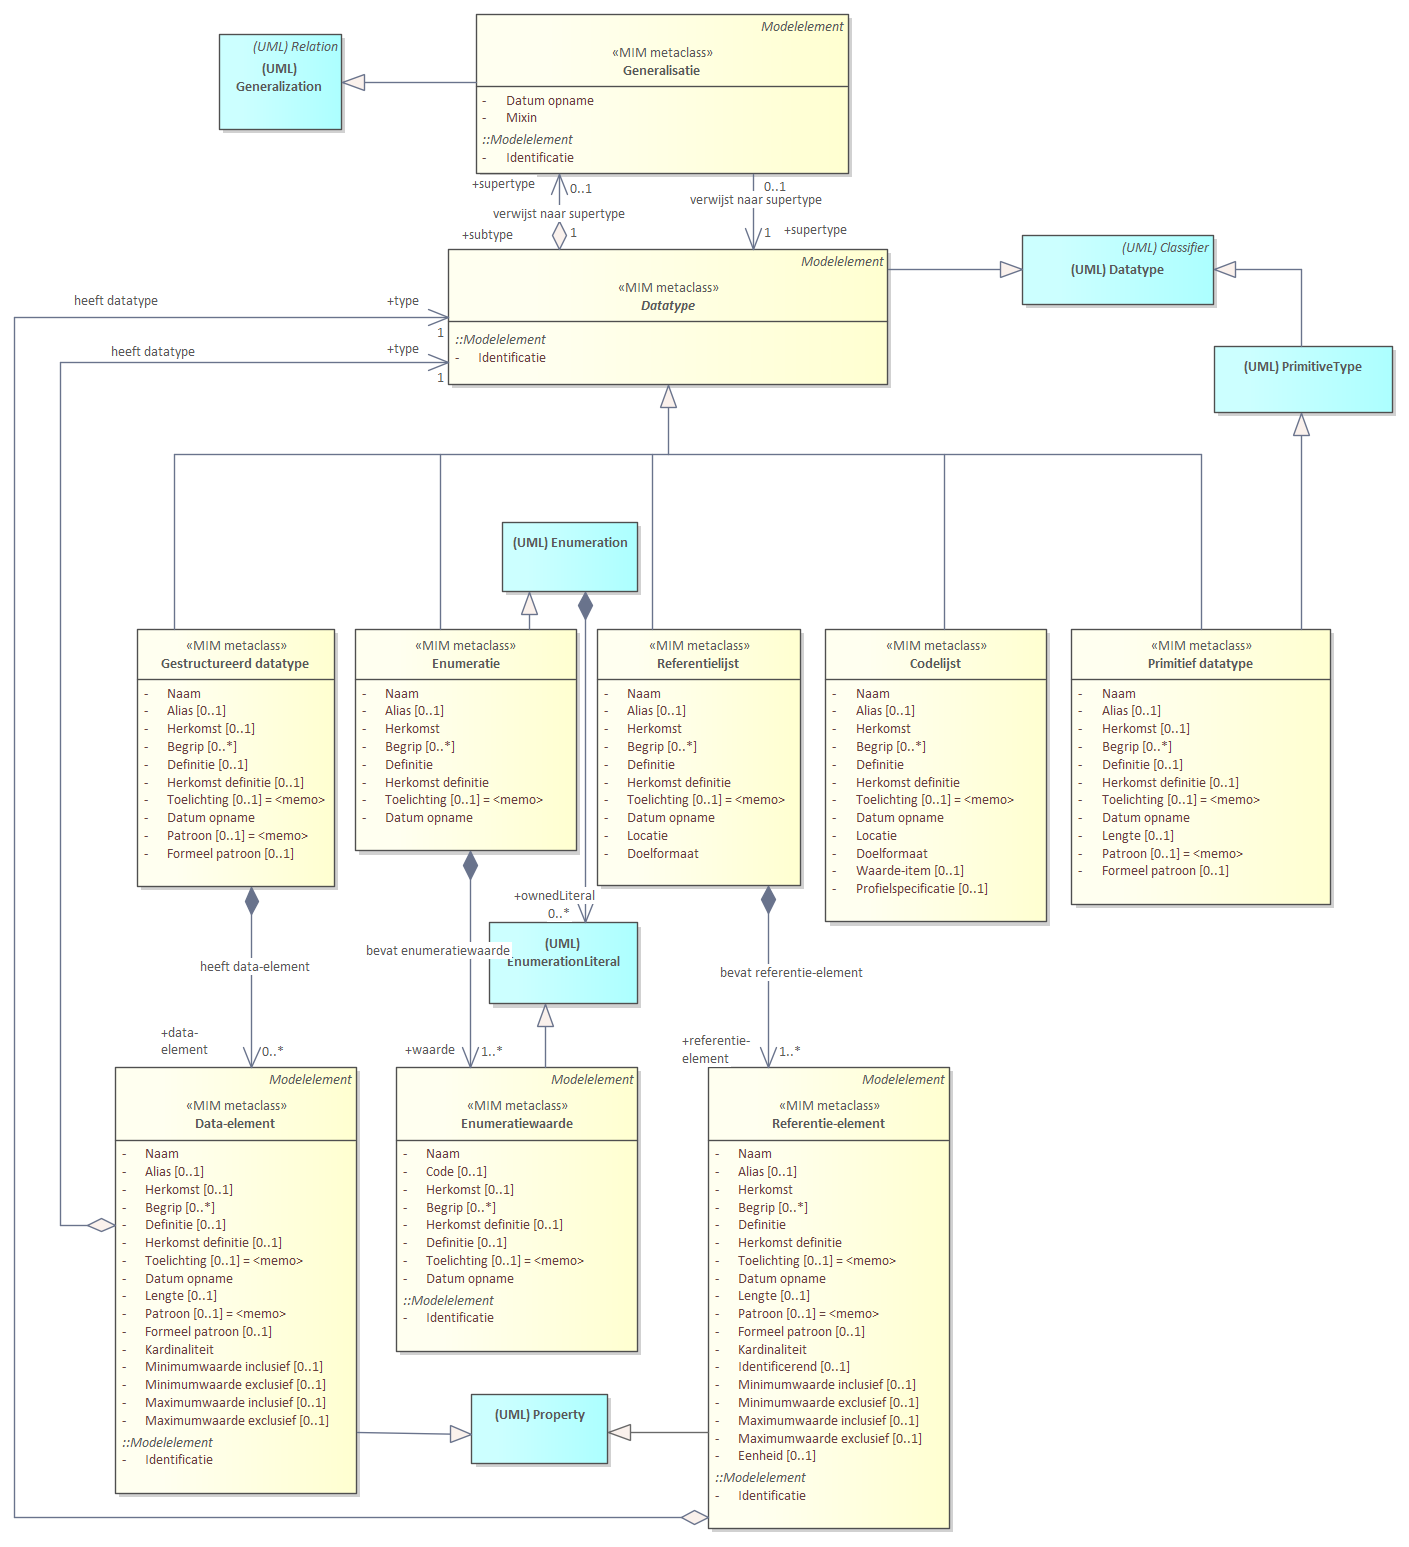 Modelelement
«MIM metaclass»
Generalisatie
- Datum opname
- Mixin
::Modelelement
- Identificatie
(UML) Relation
(UML)
Generalization
+supertype
0..1
verwijst naar supertype
+subtype
1
0..1
verwijst naar supertype
1
+supertype
Modelelement
«MIM metaclass»
Datatype
::Modelelement
- Identificatie
(UML) Classifier
(UML) Datatype
(UML) PrimitiveType
heeft datatype
+type
1
heeft datatype
+type
1
(UML) Enumeration
«MIM metaclass»
Gestructureerd datatype
- Naam
- Alias [0..1]
- Herkomst [0..1]
- Begrip [0..*]
- Definitie [0..1]
- Herkomst definitie [0..1]
- Toelichting [0..1] = <memo>
- Datum opname
- Patroon [0..1] = <memo>
- Formeel patroon [0..1]
«MIM metaclass»
Enumeratie
- Naam
- Alias [0..1]
- Herkomst
- Begrip [0..*]
- Definitie
- Herkomst definitie
- Toelichting [0..1] = <memo>
- Datum opname
«MIM metaclass»
Referentielijst
- Naam
- Alias [0..1]
- Herkomst
- Begrip [0..*]
- Definitie
- Herkomst definitie
- Toelichting [0..1] = <memo>
- Datum opname
- Locatie
- Doelformaat
«MIM metaclass»
Codelijst
- Naam
- Alias [0..1]
- Herkomst
- Begrip [0..*]
- Definitie
- Herkomst definitie
- Toelichting [0..1] = <memo>
- Datum opname
- Locatie
- Doelformaat
- Waarde-item [0..1]
- Profielspecificatie [0..1]
«MIM metaclass»
Primitief datatype
- Naam
- Alias [0..1]
- Herkomst [0..1]
- Begrip [0..*]
- Definitie [0..1]
- Herkomst definitie [0..1]
- Toelichting [0..1] = <memo>
- Datum opname
- Lengte [0..1]
- Patroon [0..1] = <memo>
- Formeel patroon [0..1]
+ownedLiteral
0..*
(UML)
EnumerationLiteral
heeft data-element
+data-
element
0..*
bevat enumeratiewaarde
+waarde
1..*
bevat referentie-element
+referentie-
element
1..*
Modelelement
«MIM metaclass»
Data-element
- Naam
- Alias [0..1]
- Herkomst [0..1]
- Begrip [0..*]
- Definitie [0..1]
- Herkomst definitie [0..1]
- Toelichting [0..1] = <memo>
- Datum opname
- Lengte [0..1]
- Patroon [0..1] = <memo>
- Formeel patroon [0..1]
- Kardinaliteit
- Minimumwaarde inclusief [0..1]
- Minimumwaarde exclusief [0..1]
- Maximumwaarde inclusief [0..1]
- Maximumwaarde exclusief [0..1]
::Modelelement
- Identificatie
Modelelement
«MIM metaclass»
Enumeratiewaarde
- Naam
- Code [0..1]
- Herkomst [0..1]
- Begrip [0..*]
- Herkomst definitie [0..1]
- Definitie [0..1]
- Toelichting [0..1] = <memo>
- Datum opname
::Modelelement
- Identificatie
Modelelement
«MIM metaclass»
Referentie-element
- Naam
- Alias [0..1]
- Herkomst
- Begrip [0..*]
- Definitie
- Herkomst definitie
- Toelichting [0..1] = <memo>
- Datum opname
- Lengte [0..1]
- Patroon [0..1] = <memo>
- Formeel patroon [0..1]
- Kardinaliteit
- Identificerend [0..1]
- Minimumwaarde inclusief [0..1]
- Minimumwaarde exclusief [0..1]
- Maximumwaarde inclusief [0..1]
- Maximumwaarde exclusief [0..1]
- Eenheid [0..1]
::Modelelement
- Identificatie
(UML) Property